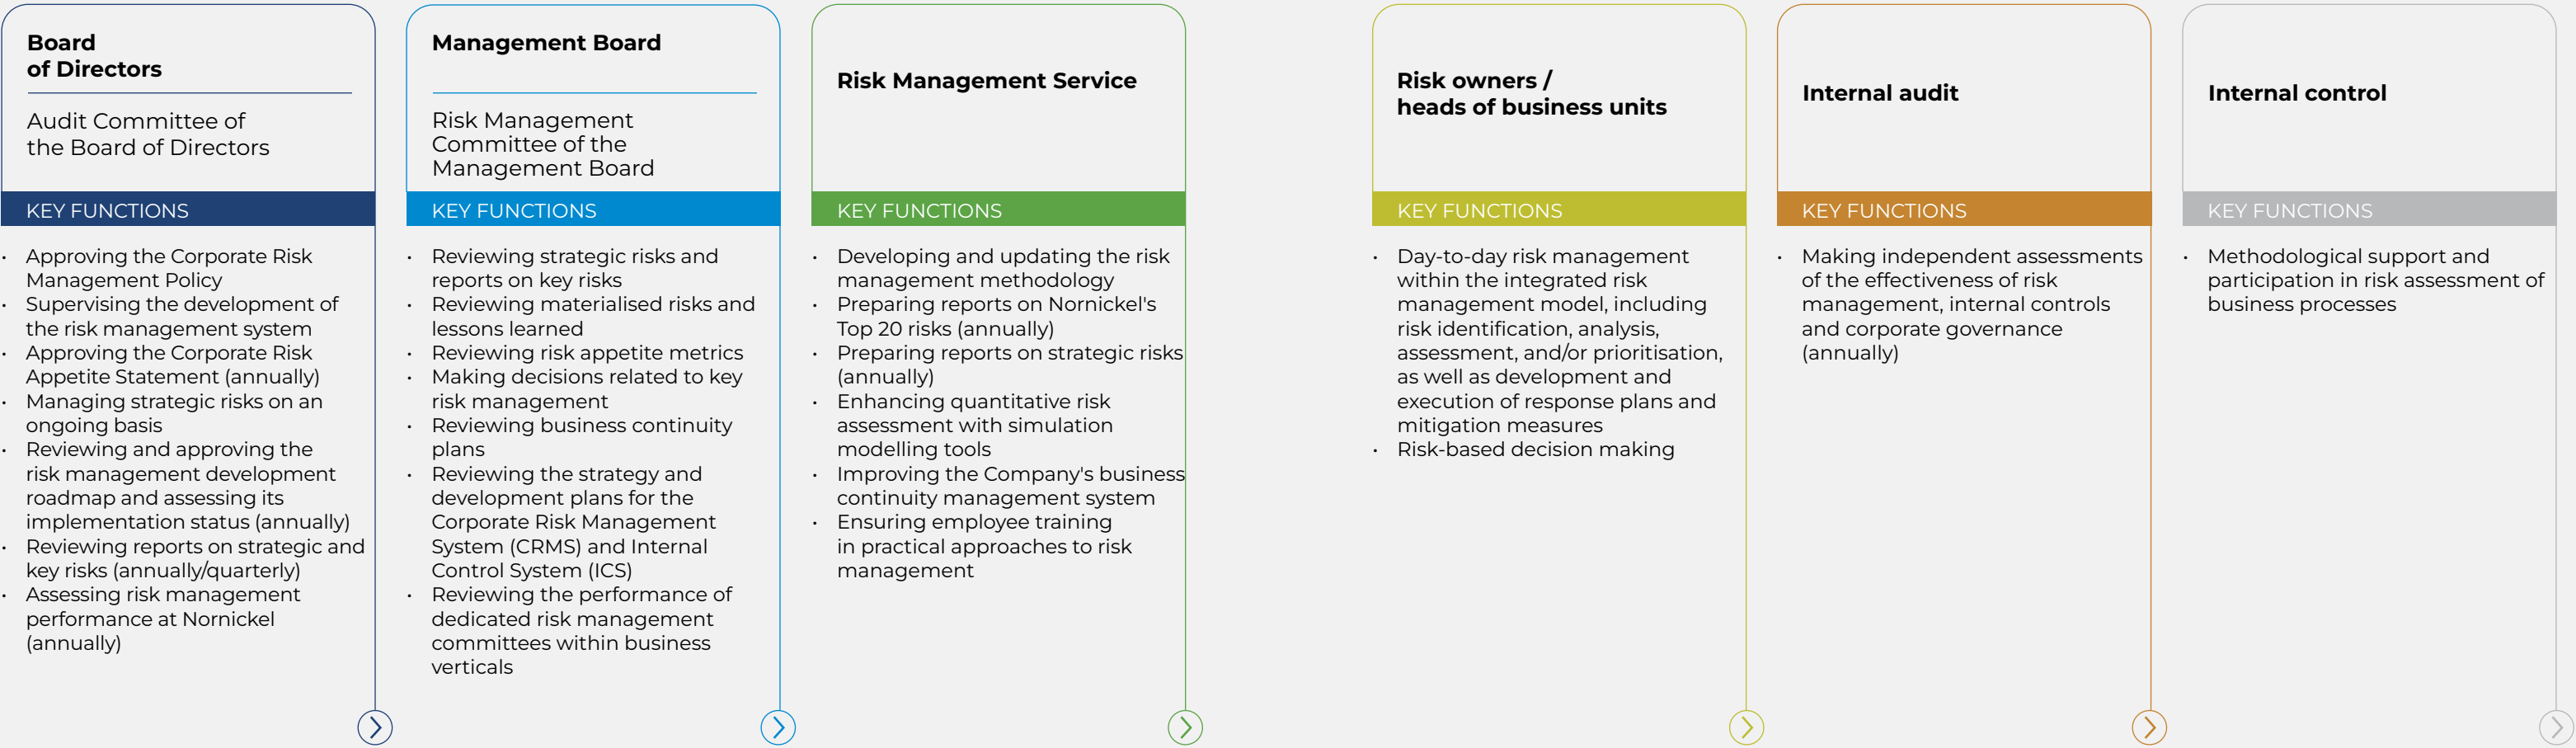 Board
of Directors
Audit Committee of
the Board of Directors
KEY FUNCTIONS
• Approving the Corporate Risk
Management Policy
• Supervising the development of
the risk management system
• Approving the Corporate Risk
Appetite Statement (annually)
• Managing strategic risks on an
ongoing basis
• Reviewing and approving the
risk management development
roadmap and assessing its
implementation status (annually)
• Reviewing reports on strategic and
key risks (annually/quarterly)
• Assessing risk management
performance at Nornickel
(annually)
Management Board
Risk Management
Committee of the
Management Board
KEY FUNCTIONS
• Reviewing strategic risks and
reports on key risks
• Reviewing materialised risks and
lessons learned
• Reviewing risk appetite metrics
• Making decisions related to key
risk management
• Reviewing business continuity
plans
• Reviewing the strategy and
development plans for the
Corporate Risk Management
System (CRMS) and Internal
Control System (ICS)
• Reviewing the performance of
dedicated risk management
committees within business
verticals
Risk Management Service
KEY FUNCTIONS
• Developing and updating the risk
management methodology
• Preparing reports on Nornickel's
Top 20 risks (annually)
• Preparing reports on strategic risks
(annually)
• Enhancing quantitative risk
assessment with simulation
modelling tools
• Improving the Company's business
continuity management system
• Ensuring employee training
in practical approaches to risk
management
Risk owners /
heads of business units
KEY FUNCTIONS
• Day-to-day risk management
within the integrated risk
management model, including
risk identification, analysis,
assessment, and/or prioritisation,
as well as development and
execution of response plans and
mitigation measures
• Risk-based decision making
Internal audit
KEY FUNCTIONS
• Making independent assessments
of the effectiveness of risk
management, internal controls
and corporate governance
(annually)
Internal control
KEY FUNCTIONS
• Methodological support and
participation in risk assessment of
business processes